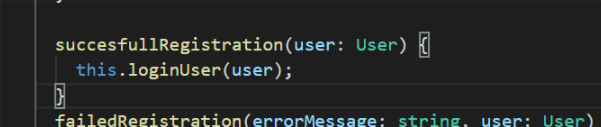 succesfullRegistration(user: User) {
this.loginUser(user);
}
failedRegistration(errorMessage: string, user: User)